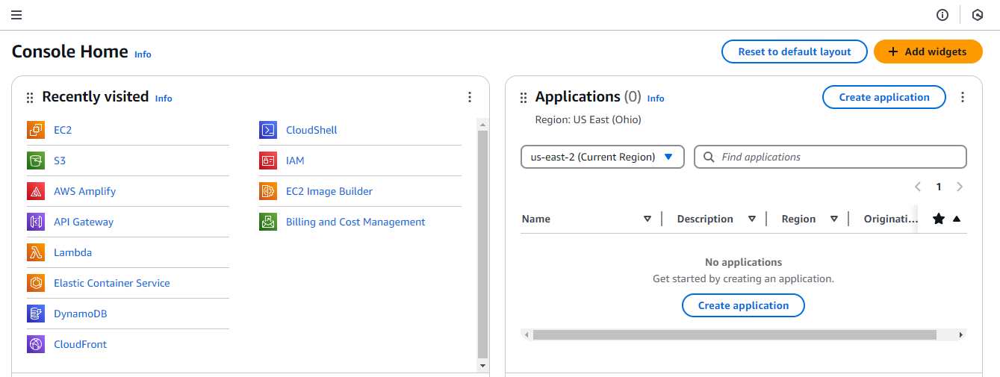 Console Home Info
Reset to default layout
Add widgets
Recently visited Info
EC2
S3
AWS Amplify
API Gateway
Lambda
Elastic Container Service
DynamoDB
CloudFront
CloudShell
IAM
EC2 Image Builder
Billing and Cost Management
Applications (0) Info
Create application
Region: US East (Ohio)
us-east-2 (Current Region)
Find applications
1
Name Description Region Originati...
No applications
Get started by creating an application.
Create application